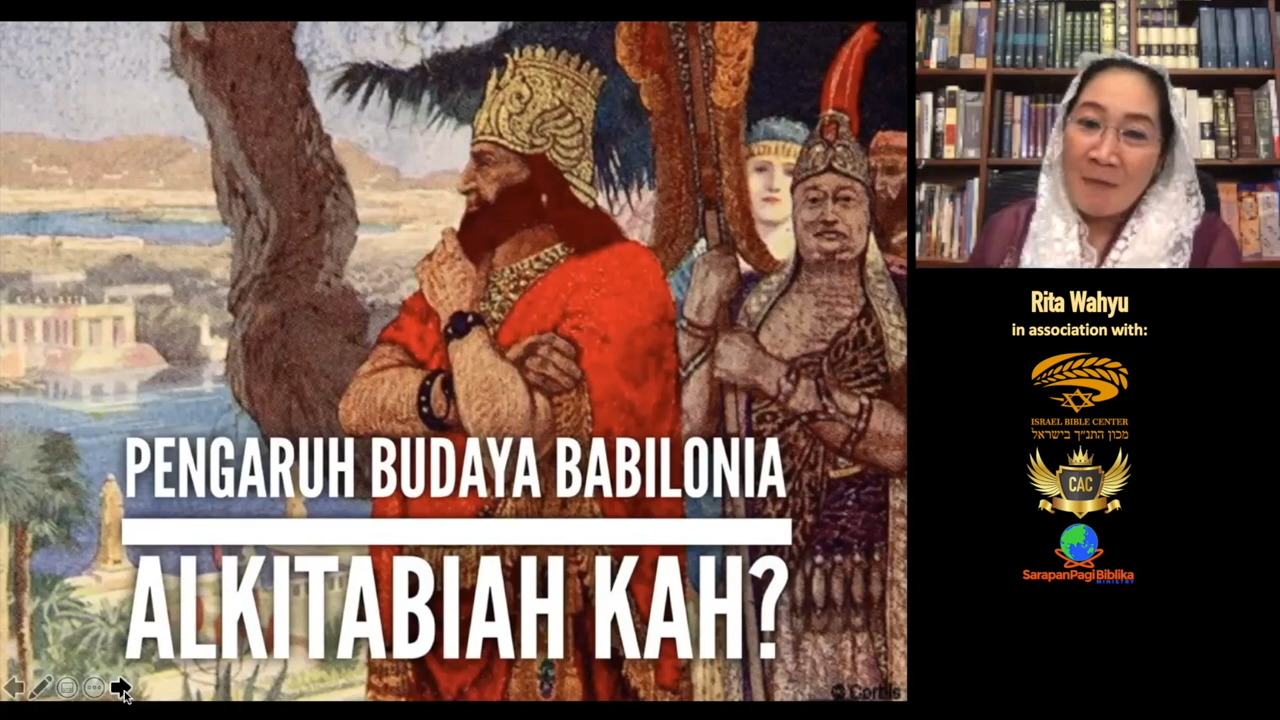 PENGARUH BUDAYA BABILONIA
ALKITABIAH KAH?
© Corbis
Rita Wahyu
in association with:
ISRAEL BIBLE CENTER
מכון התנ״ך בישראל
CAC
SarapanPagi Biblika
MINISTRY